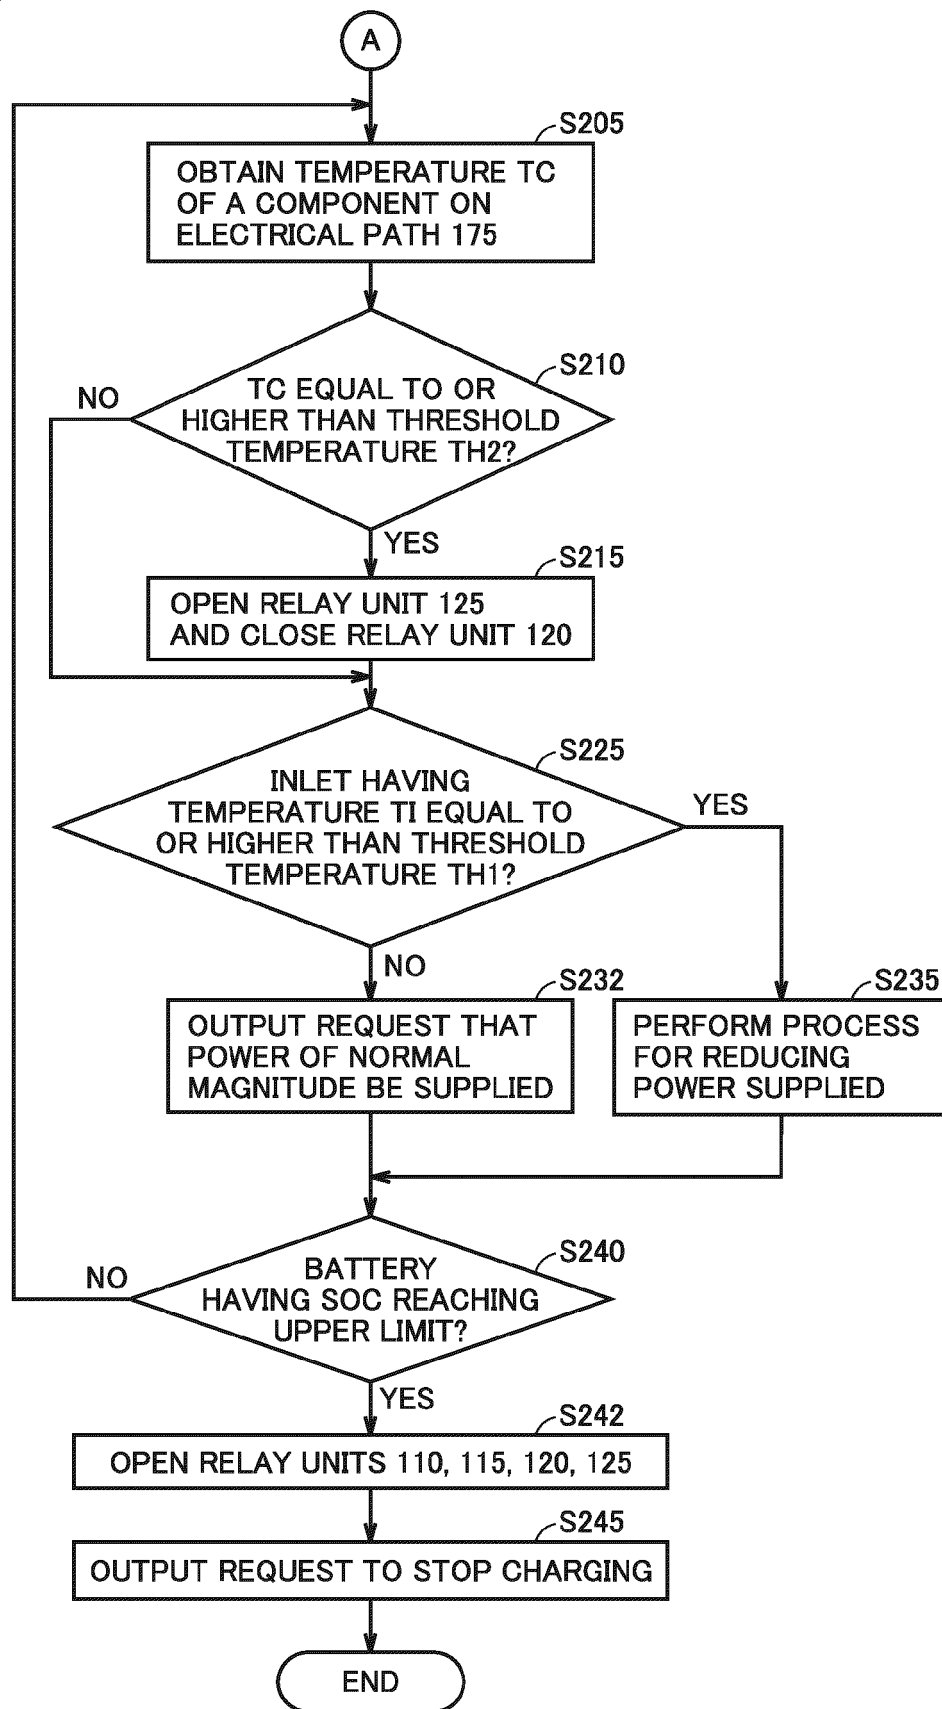 A
S205
OBTAIN TEMPERATURE TC
OF A COMPONENT ON
ELECTRICAL PATH 175
S210
NO
TC EQUAL TO OR
HIGHER THAN THRESHOLD
TEMPERATURE TH2?
YES
S215
OPEN RELAY UNIT 125
AND CLOSE RELAY UNIT 120
S225
INLET HAVING
TEMPERATURE TI EQUAL TO
OR HIGHER THAN THRESHOLD
TEMPERATURE TH1?
YES
NO
S232
OUTPUT REQUEST THAT
POWER OF NORMAL
MAGNITUDE BE SUPPLIED
S235
PERFORM PROCESS
FOR REDUCING
POWER SUPPLIED
S240
NO
BATTERY
HAVING SOC REACHING
UPPER LIMIT?
YES
S242
OPEN RELAY UNITS 110, 115, 120, 125
S245
OUTPUT REQUEST TO STOP CHARGING
END